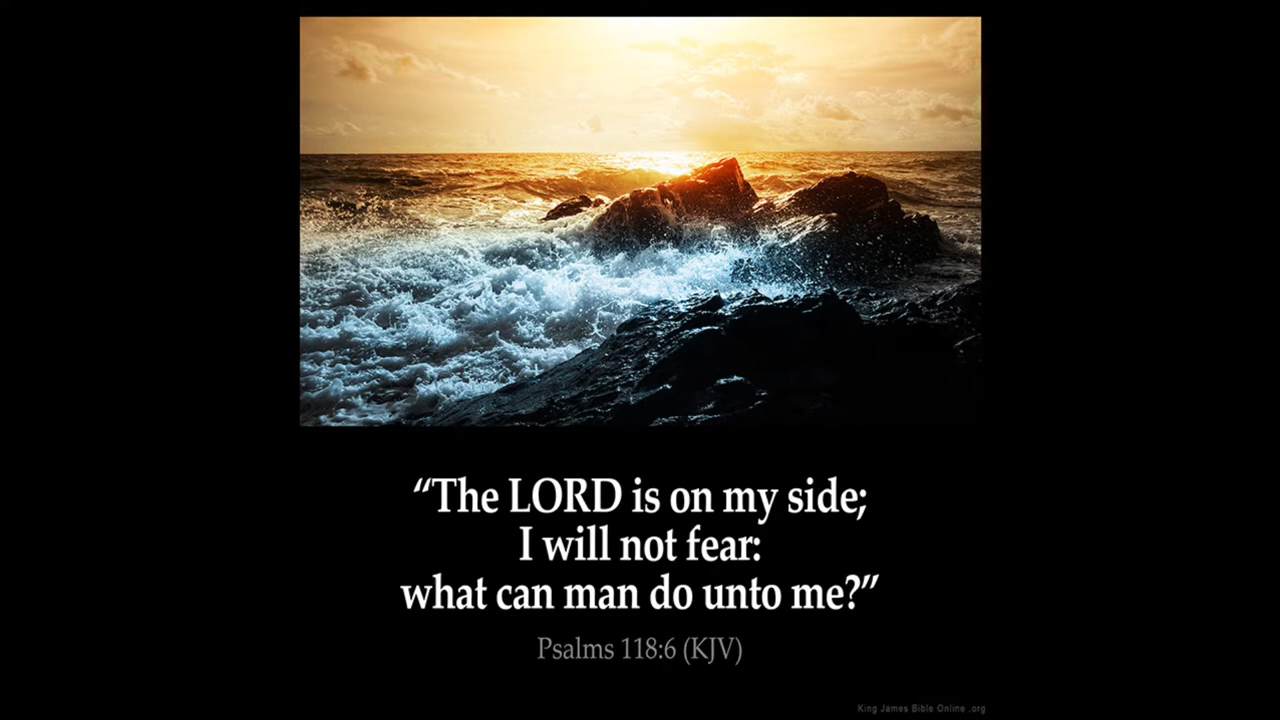 “The LORD is on my side;
I will not fear:
what can man do unto me?”
Psalms 118:6 (KJV)
King James Bible Online .org